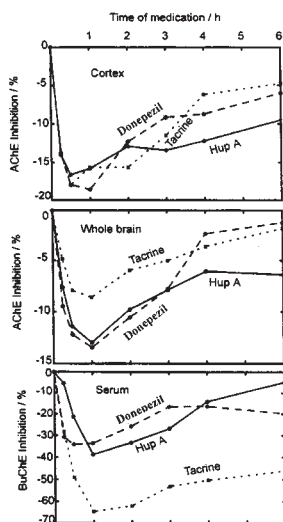 Time of medication / h
0 1 2 3 4 5 6
0
-5
-10
-15
-20
AChE Inhibition / %
Cortex
Donepezil
Tacrine
Hup A
0
-5
-10
-15
AChE Inhibition / %
Whole brain
Tacrine
Hup A
Donepezil
0
-10
-20
-30
-40
-50
-60
-70
BuChE Inhibition / %
Serum
Donepezil
Hup A
Tacrine